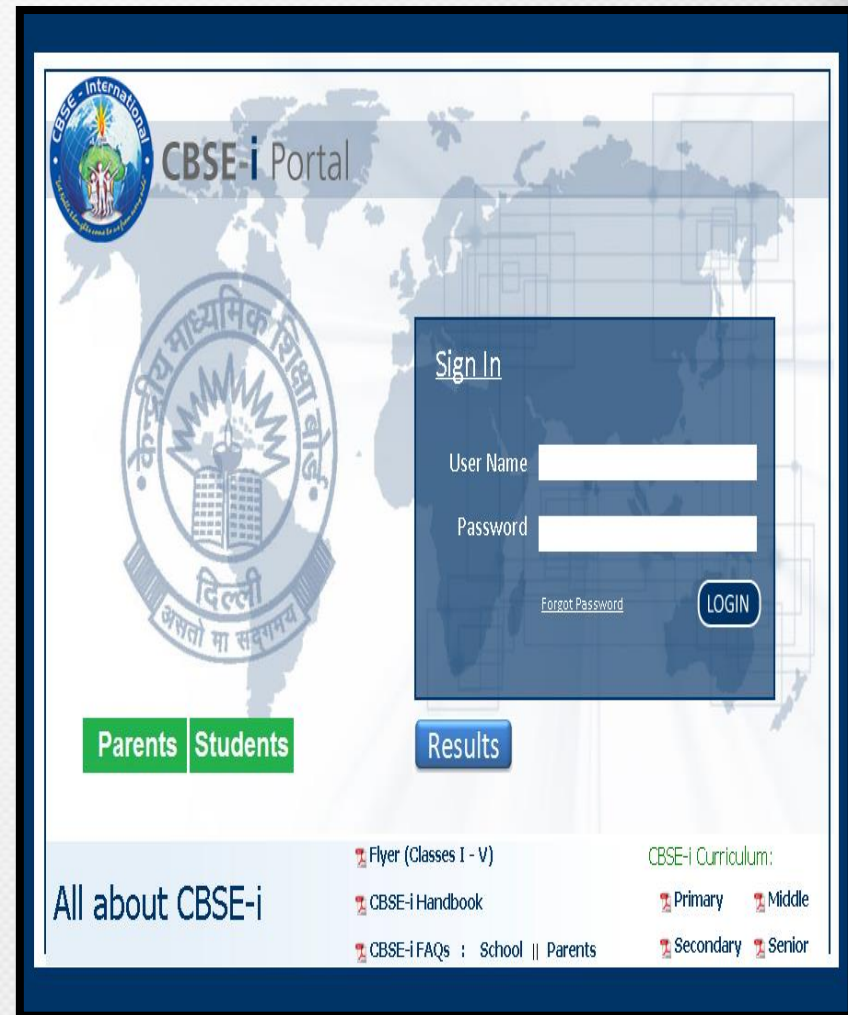 CBSE - International
CBSE-i Portal
केन्द्रीय माध्यमिक शिक्षा बोर्ड
दिल्ली
असतो मा सद्गमय
Sign In
User Name
Password
Forgot Password
LOGIN
Parents Students
Results
All about CBSE-i
Flyer (Classes I - V)
CBSE-i Handbook
CBSE-i FAQs : School || Parents
CBSE-i Curriculum:
Primary Middle
Secondary Senior